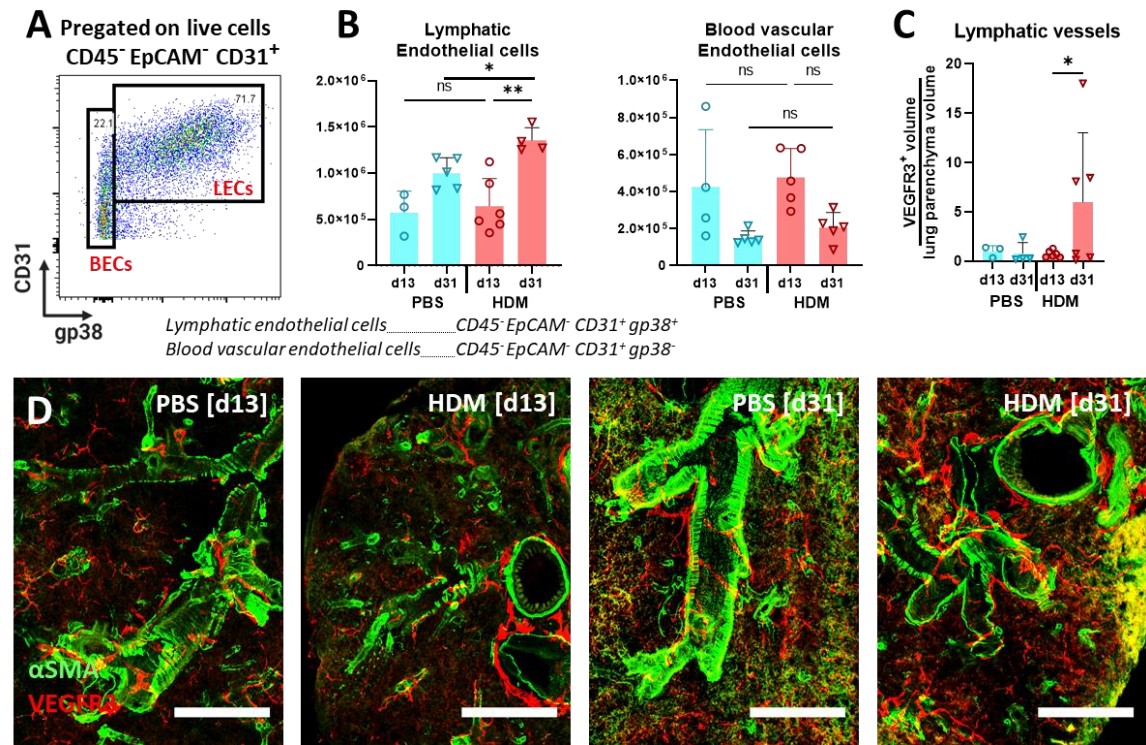 A
Pregated on live cells
CD45⁻ EpCAM⁻ CD31⁺
22.1
71.7
LECs
BECs
CD31
gp38
B
Lymphatic
Endothelial cells
2.0×10⁶
1.5×10⁶
1.0×10⁶
5.0×10⁵
0
ns
*
**
d13 d31 d13 d31
PBS HDM
Blood vascular
Endothelial cells
1.0×10⁶
8.0×10⁵
6.0×10⁵
4.0×10⁵
2.0×10⁵
0
ns ns
ns
d13 d31 d13 d31
PBS HDM
C
Lymphatic vessels
VEGFR3⁺ volume
lung parenchyma volume
20
15
10
5
0
*
d13 d31 d13 d31
PBS HDM
Lymphatic endothelial cells CD45⁻ EpCAM⁻ CD31⁺ gp38⁺
Blood vascular endothelial cells CD45⁻ EpCAM⁻ CD31⁺ gp38⁻
D
PBS [d13]
HDM [d13]
PBS [d31]
HDM [d31]
αSMA